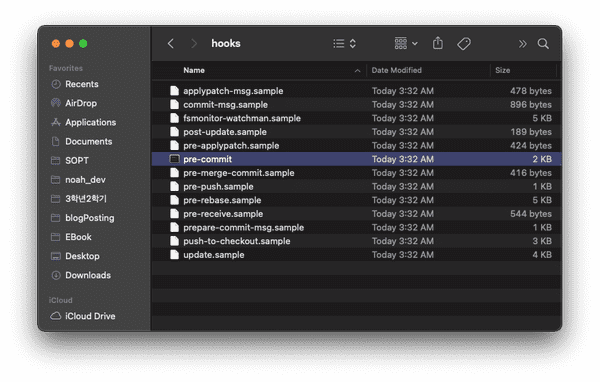 hooks
Favorites
Recents
AirDrop
Applications
Documents
SOPT
noah_dev
3학년2학기
blogPosting
EBook
Desktop
Downloads
iCloud
iCloud Drive
Name Date Modified Size
applypatch-msg.sample Today 3:32 AM 478 bytes
commit-msg.sample Today 3:32 AM 896 bytes
fsmonitor-watchman.sample Today 3:32 AM 5 KB
post-update.sample Today 3:32 AM 189 bytes
pre-applypatch.sample Today 3:32 AM 424 bytes
pre-commit Today 3:32 AM 2 KB
pre-merge-commit.sample Today 3:32 AM 416 bytes
pre-push.sample Today 3:32 AM 1 KB
pre-rebase.sample Today 3:32 AM 5 KB
pre-receive.sample Today 3:32 AM 544 bytes
prepare-commit-msg.sample Today 3:32 AM 1 KB
push-to-checkout.sample Today 3:32 AM 3 KB
update.sample Today 3:32 AM 4 KB